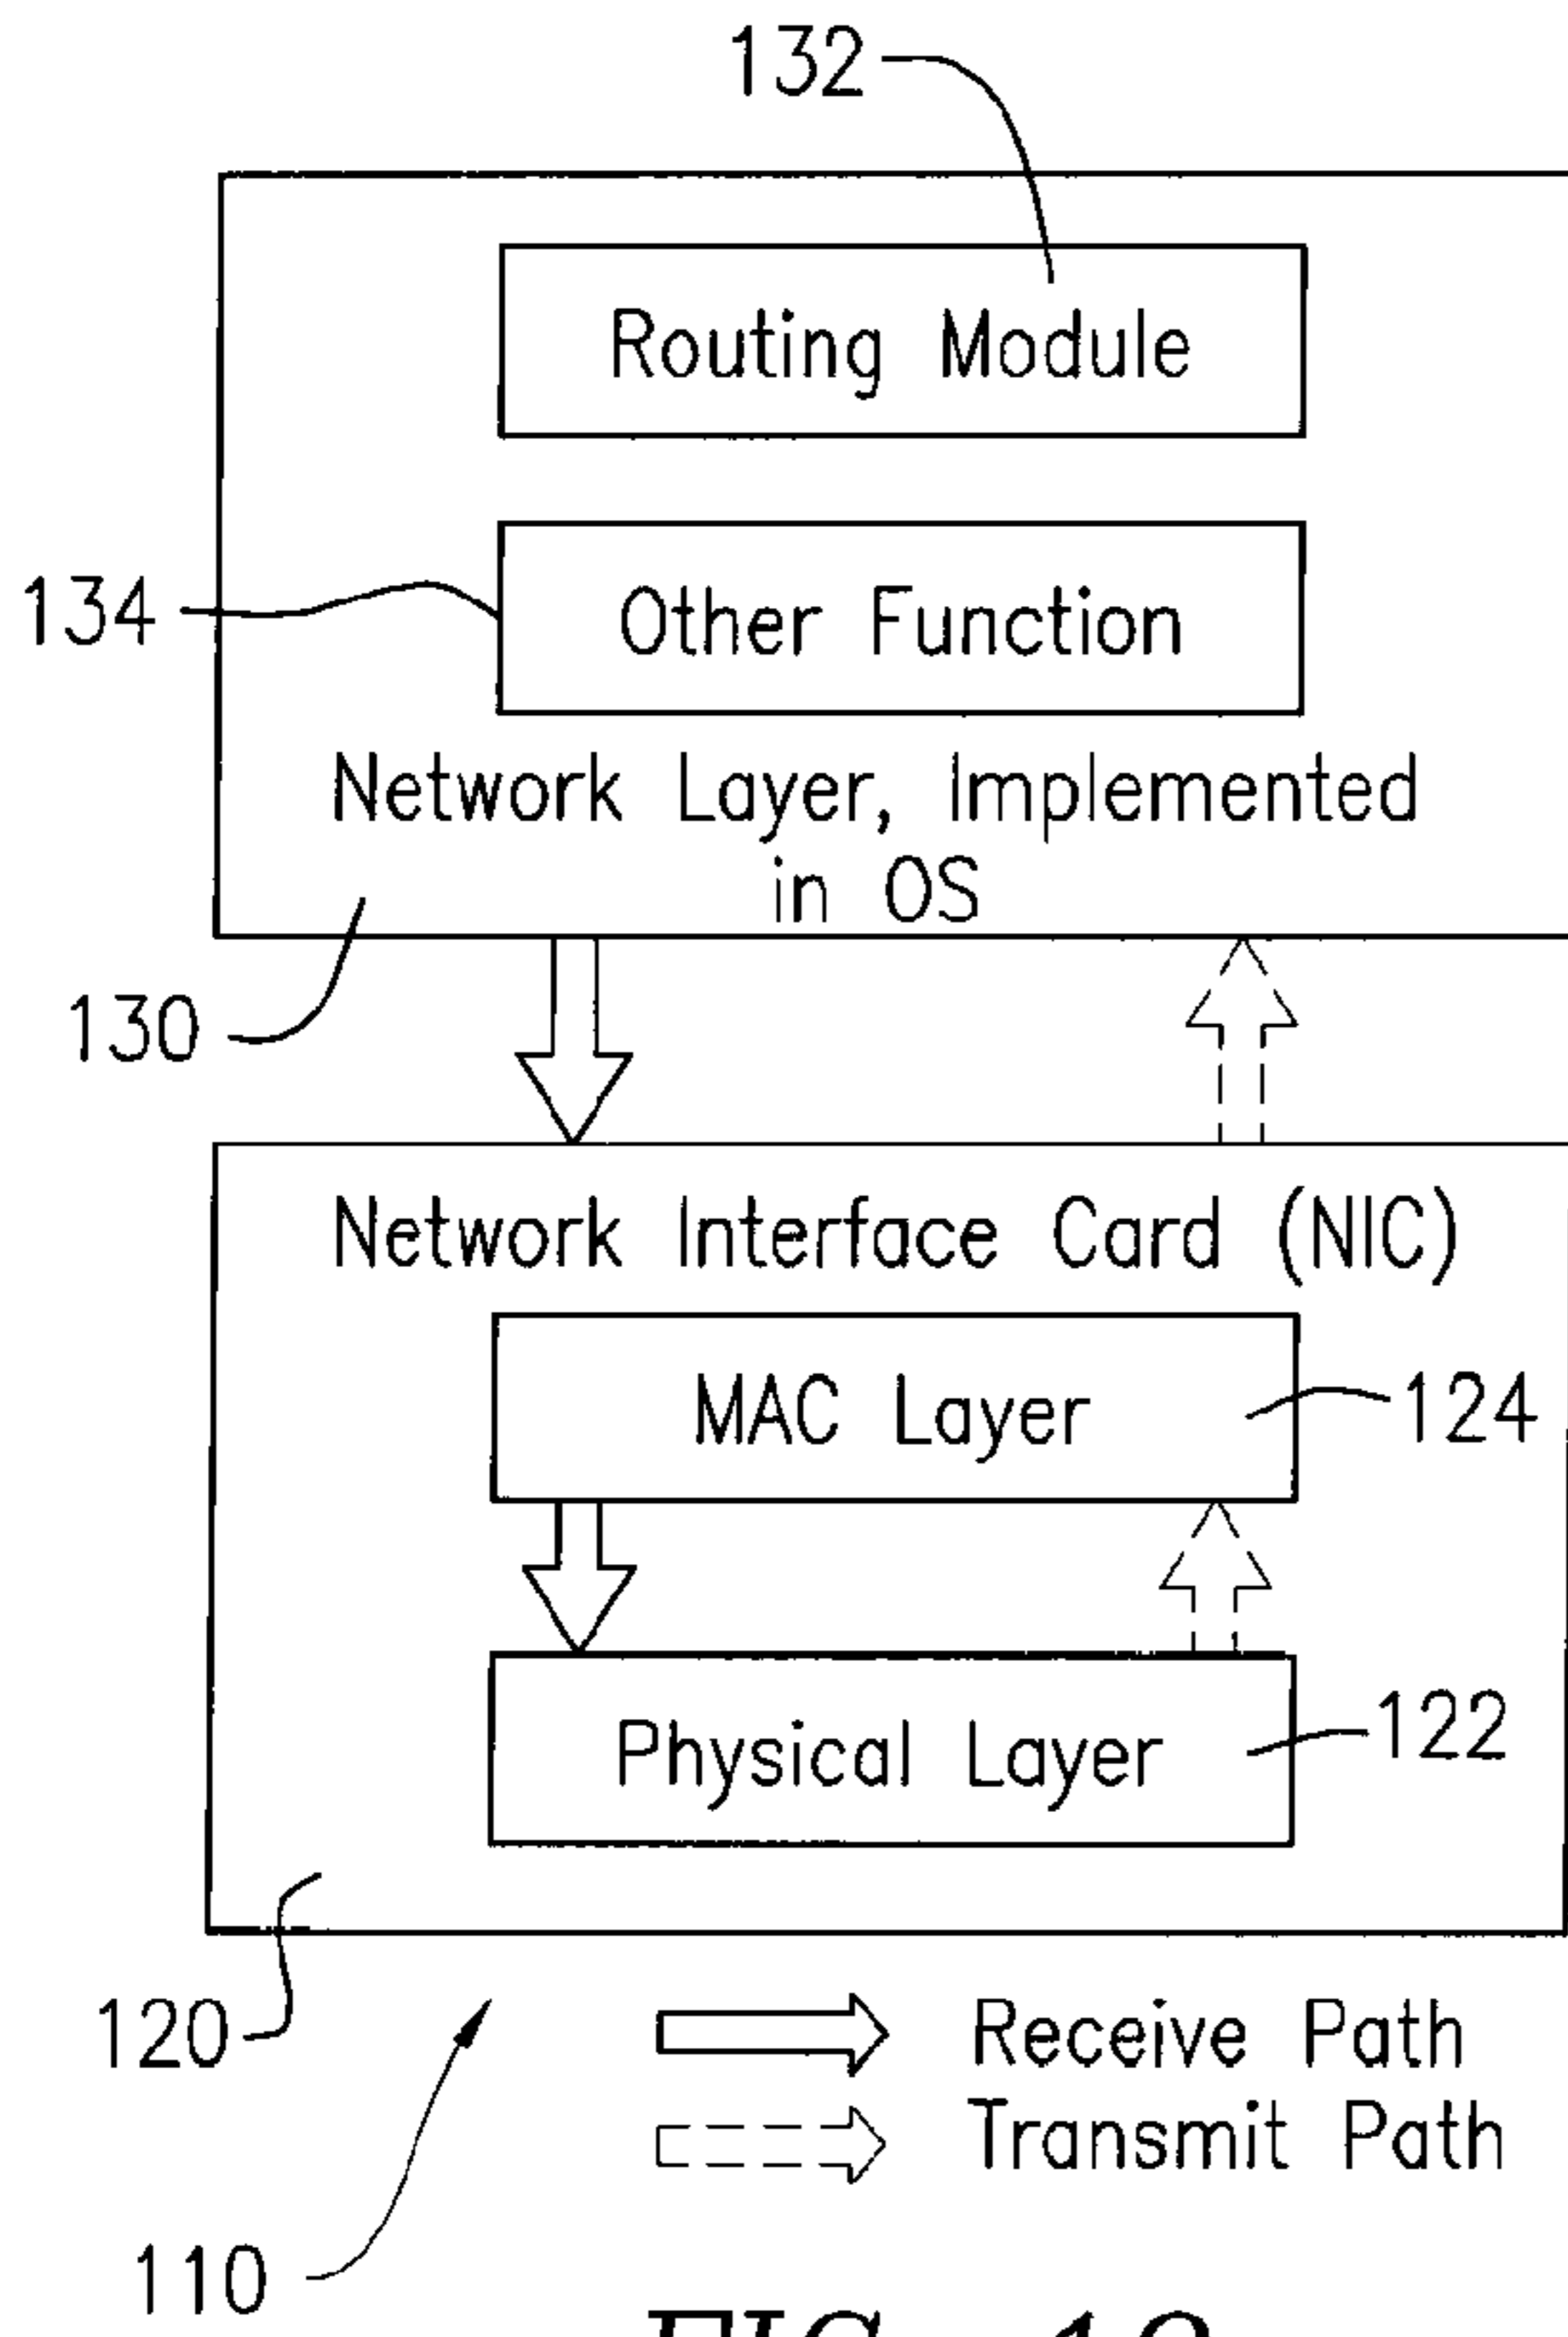 132
Routing Module
134
Other Function
Network Layer, Implemented
in OS
130
Network Interface Card (NIC)
MAC Layer
124
Physical Layer
122
120
Receive Path
Transmit Path
110